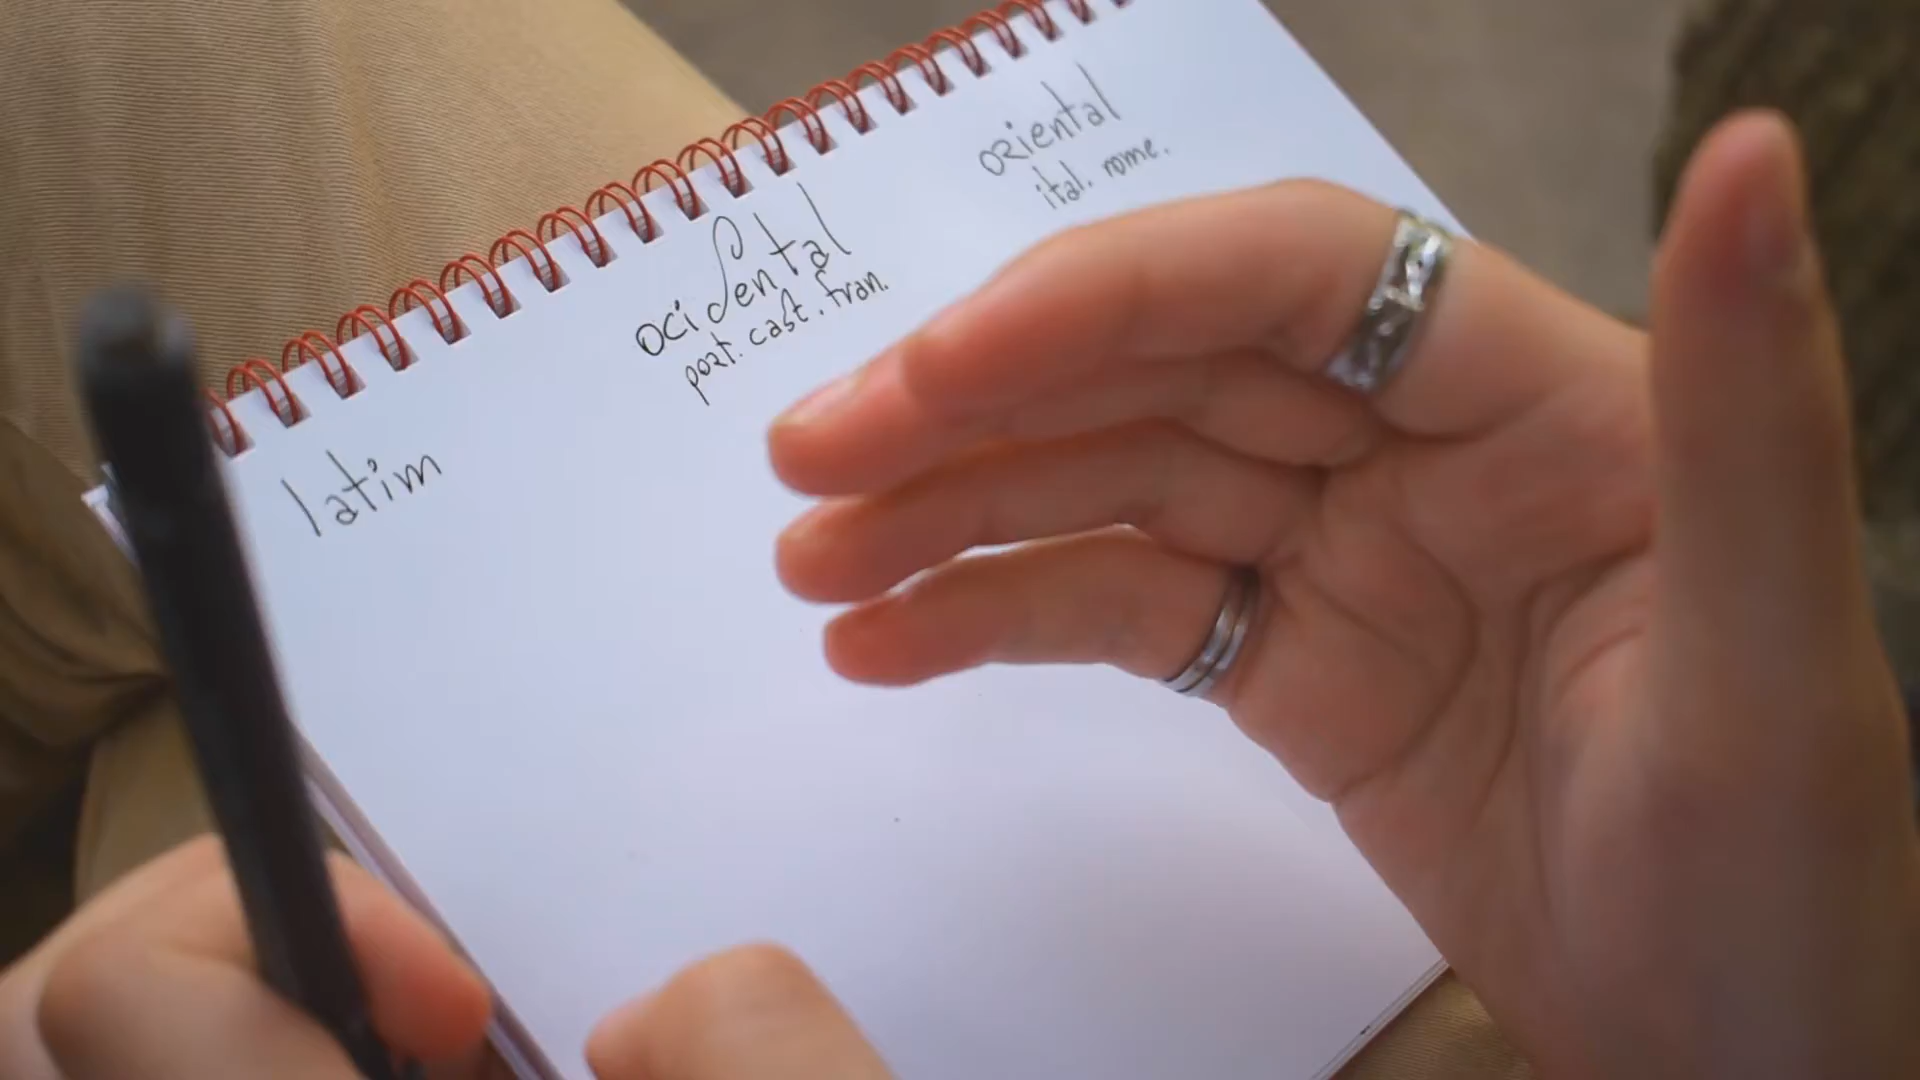 latim
ocidental
port. cast. fran.
oriental
ital. rome.